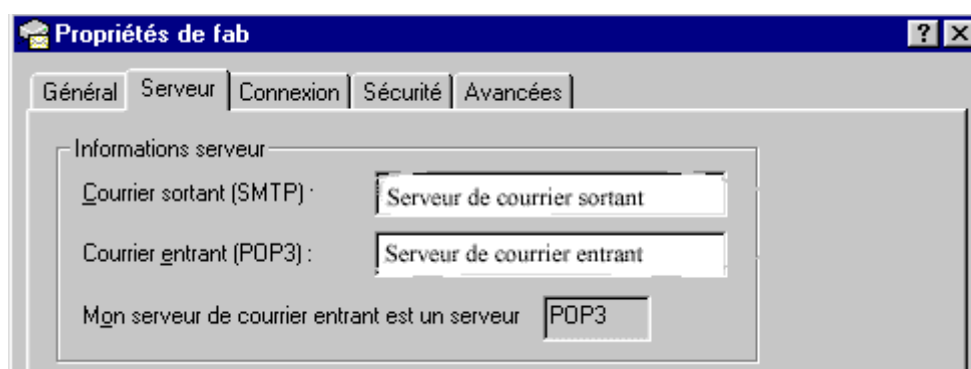 Propriétés de fab
Général Serveur Connexion Sécurité Avancées
Informations serveur
Courrier sortant (SMTP) : Serveur de courrier sortant
Courrier entrant (POP3) : Serveur de courrier entrant
Mon serveur de courrier entrant est un serveur POP3